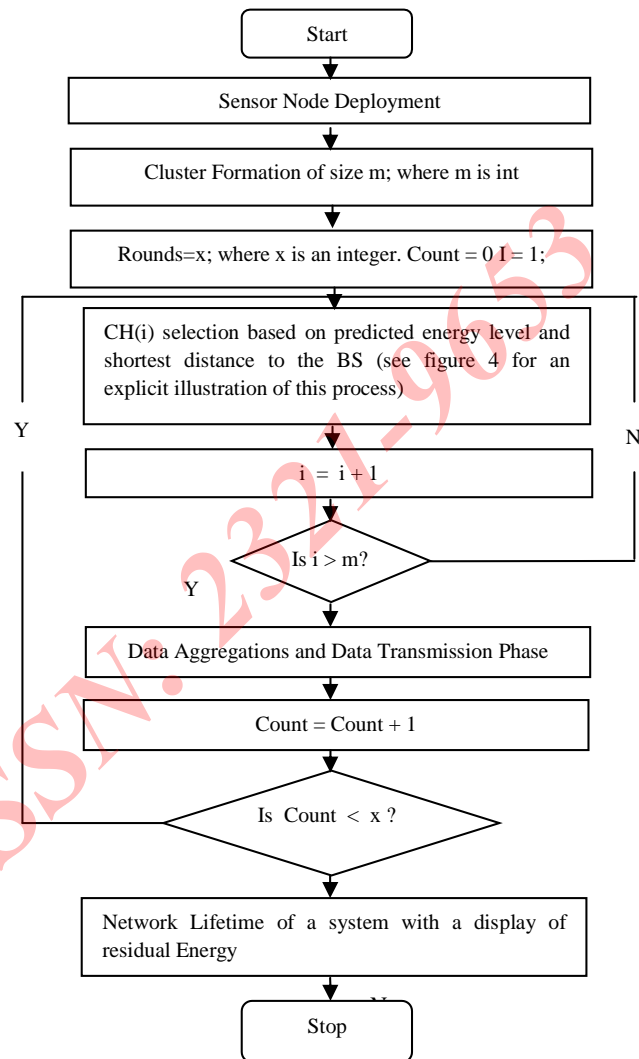 Start
Sensor Node Deployment
Cluster Formation of size m; where m is int
Rounds=x; where x is an integer. Count = 0 I = 1;
CH(i) selection based on predicted energy level and
shortest distance to the BS (see figure 4 for an
explicit illustration of this process)
Y
N
i = i + 1
Is i > m?
Y
Data Aggregations and Data Transmission Phase
Count = Count + 1
Is Count < x ?
Network Lifetime of a system with a display of
residual Energy
Stop
SSN: 2321-9653